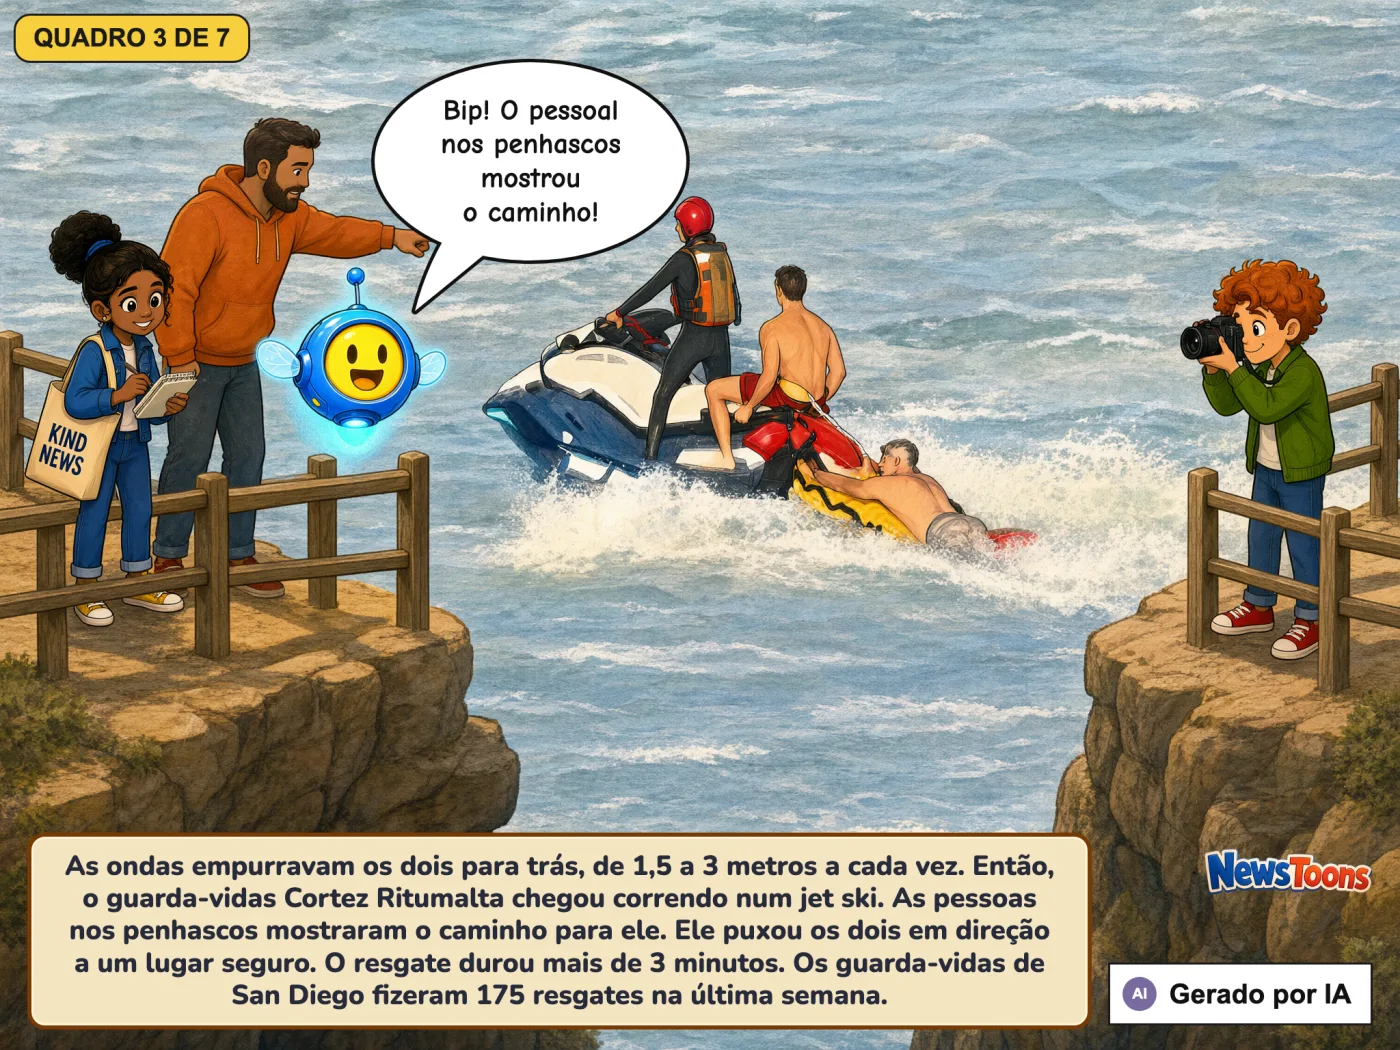 QUADRO 3 DE 7
Bip! O pessoal
nos penhascos
mostrou
o caminho!
KIND
NEWS
As ondas empurravam os dois para trás, de 1,5 a 3 metros a cada vez. Então,
o guarda-vidas Cortez Ritumalta chegou correndo num jet ski. As pessoas
nos penhascos mostraram o caminho para ele. Ele puxou os dois em direção
a um lugar seguro. O resgate durou mais de 3 minutos. Os guarda-vidas de
San Diego fizeram 175 resgates na última semana.
NEWSTOONS
AI Gerado por IA